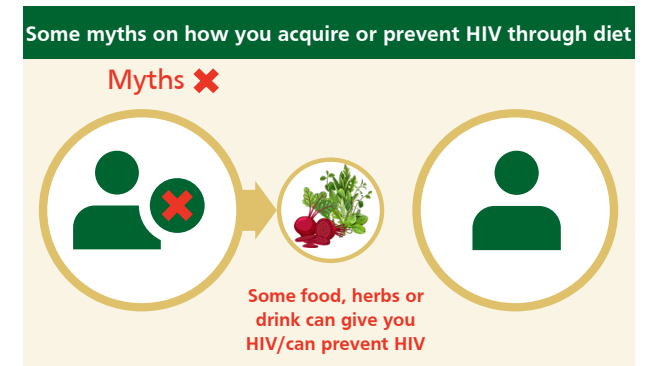 Some myths on how you acquire or prevent HIV through diet
Myths
Some food, herbs or
drink can give you
HIV/can prevent HIV